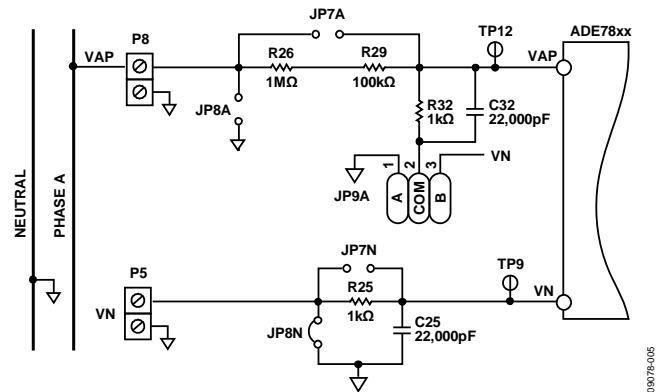 JP7A
P8
TP12
ADE78xx
VAP
R26
R29
VAP
1MΩ
100kΩ
JP8A
R32
1kΩ
C32
22,000pF
1
2
3
VN
JP9A
A
COM
B
NEUTRAL
PHASE A
P5
JP7N
TP9
VN
R25
VN
1kΩ
JP8N
C25
22,000pF
09078-005